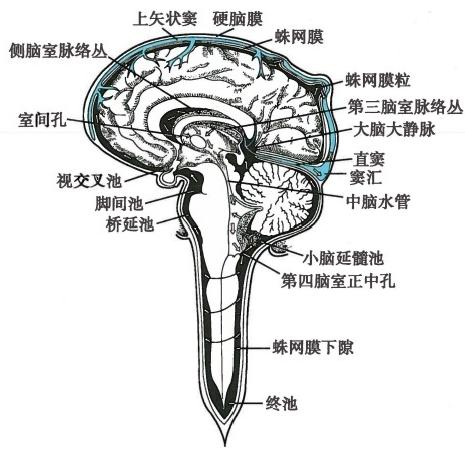 上矢状窦 硬脑膜
蛛网膜
侧脑室脉络丛
蛛网膜粒
第三脑室脉络丛
室间孔
大脑大静脉
直窦
窦汇
视交叉池
脚间池
中脑水管
桥延池
小脑延髓池
第四脑室正中孔
蛛网膜下隙
终池